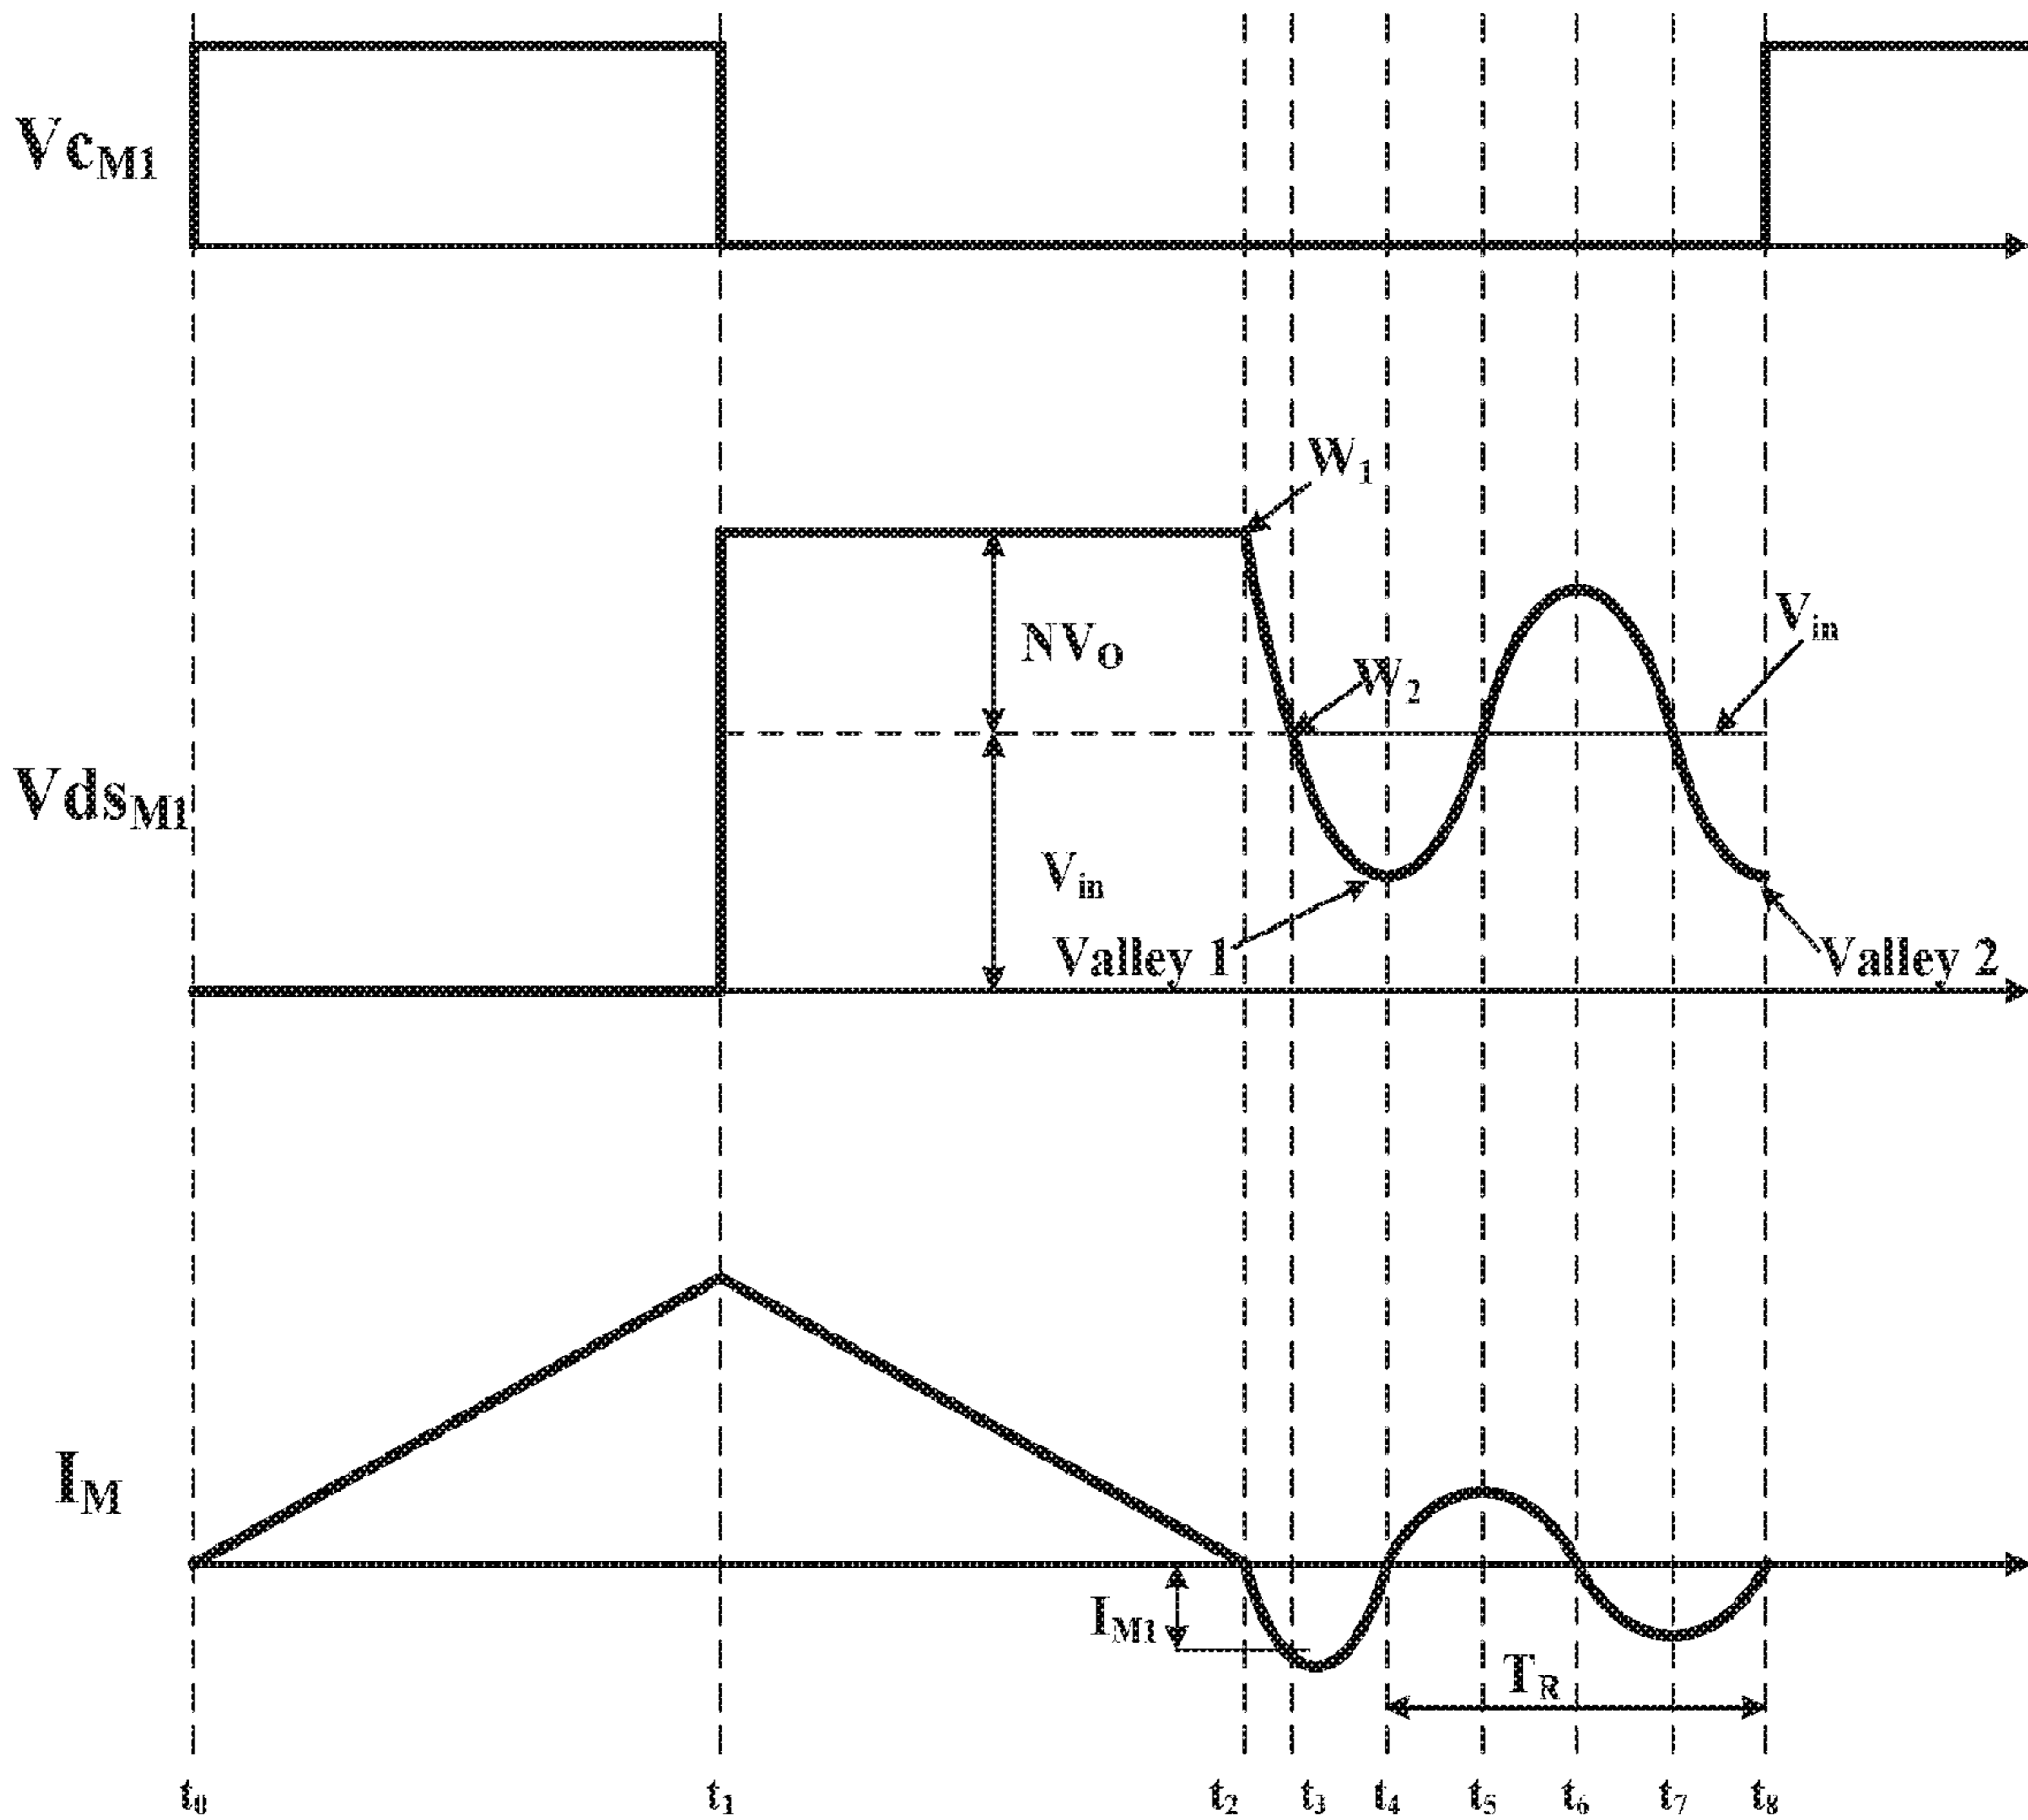 Vc_M1
W_1
V_in
NV_O
W_2
Vds_M1
V_in
Valley 1
Valley 2
I_M
I_M1
T_R
t_0 t_1 t_2 t_3 t_4 t_5 t_6 t_7 t_8